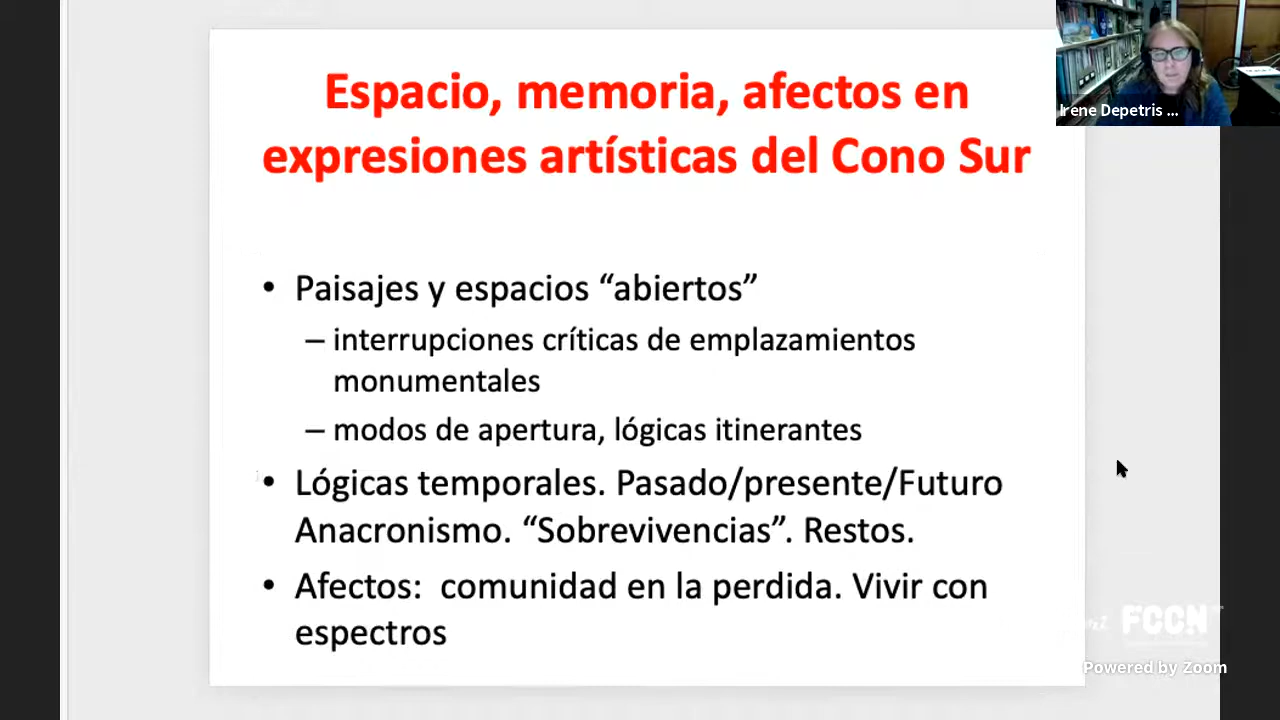 Espacio, memoria, afectos en
expresiones artísticas del Cono Sur
Irene Depetris ...
• Paisajes y espacios “abiertos”
– interrupciones críticas de emplazamientos
monumentales
– modos de apertura, lógicas itinerantes
• Lógicas temporales. Pasado/presente/Futuro
Anacronismo. “Sobrevivencias”. Restos.
• Afectos: comunidad en la perdida. Vivir con
espectros
FCCN
Powered by Zoom